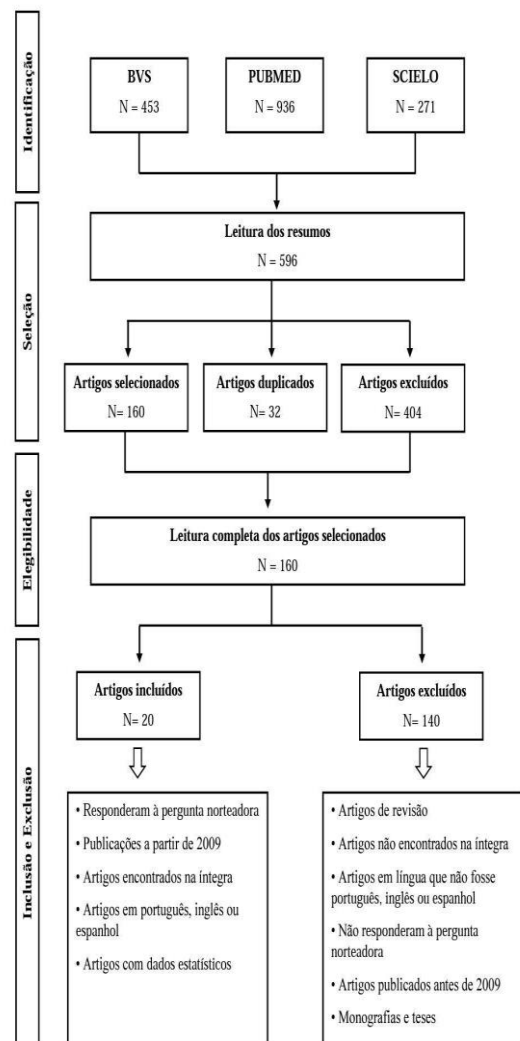 Identificação
BVS
N = 453
PUBMED
N = 936
SCIELO
N = 271
Seleção
Leitura dos resumos
N = 596
Artigos selecionados
N= 160
Artigos duplicados
N= 32
Artigos excluídos
N= 404
Elegibilidade
Leitura completa dos artigos selecionados
N = 160
Inclusão e Exclusão
Artigos incluídos
N= 20
Artigos excluídos
N= 140
• Responderam à pergunta norteadora
• Publicações a partir de 2009
• Artigos encontrados na íntegra
• Artigos em português, inglês ou
espanhol
• Artigos com dados estatísticos
• Artigos de revisão
• Artigos não encontrados na íntegra
• Artigos em língua que não fosse
português, inglês ou espanhol
• Não responderam à pergunta
norteadora
• Artigos publicados antes de 2009
• Monografias e teses